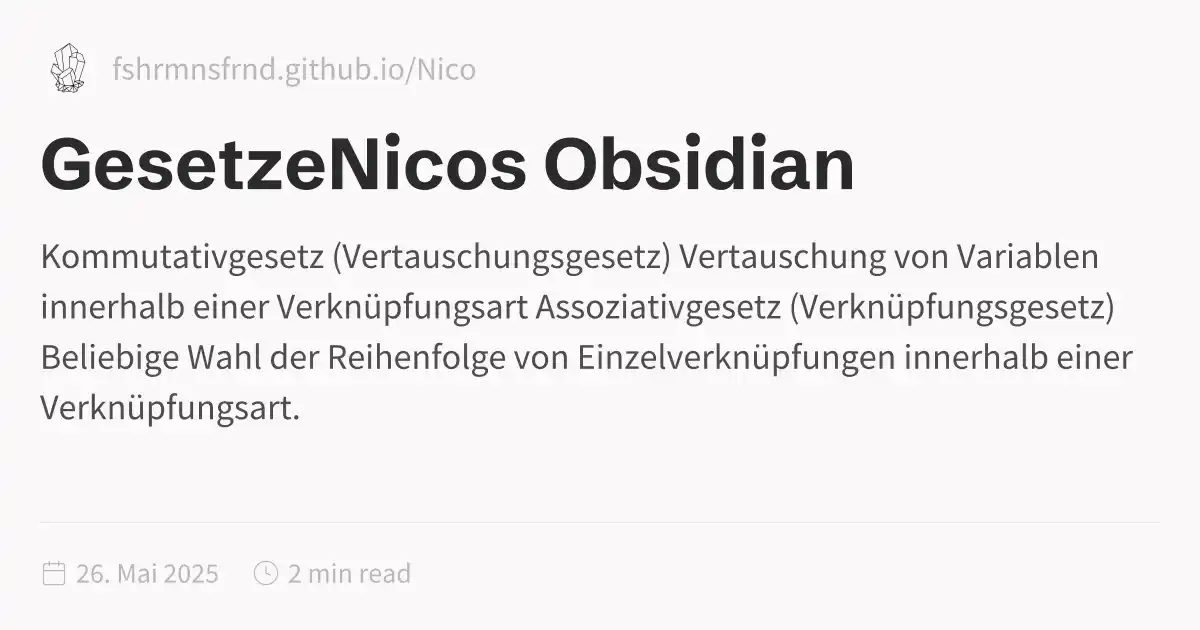 fshrmnsfrnd.github.io/Nico
GesetzeNicos Obsidian
Kommutativgesetz (Vertauschungsgesetz) Vertauschung von Variablen
innerhalb einer Verknüpfungsart Assoziativgesetz (Verknüpfungsgesetz)
Beliebige Wahl der Reihenfolge von Einzelverknüpfungen innerhalb einer
Verknüpfungsart.
26. Mai 2025 2 min read